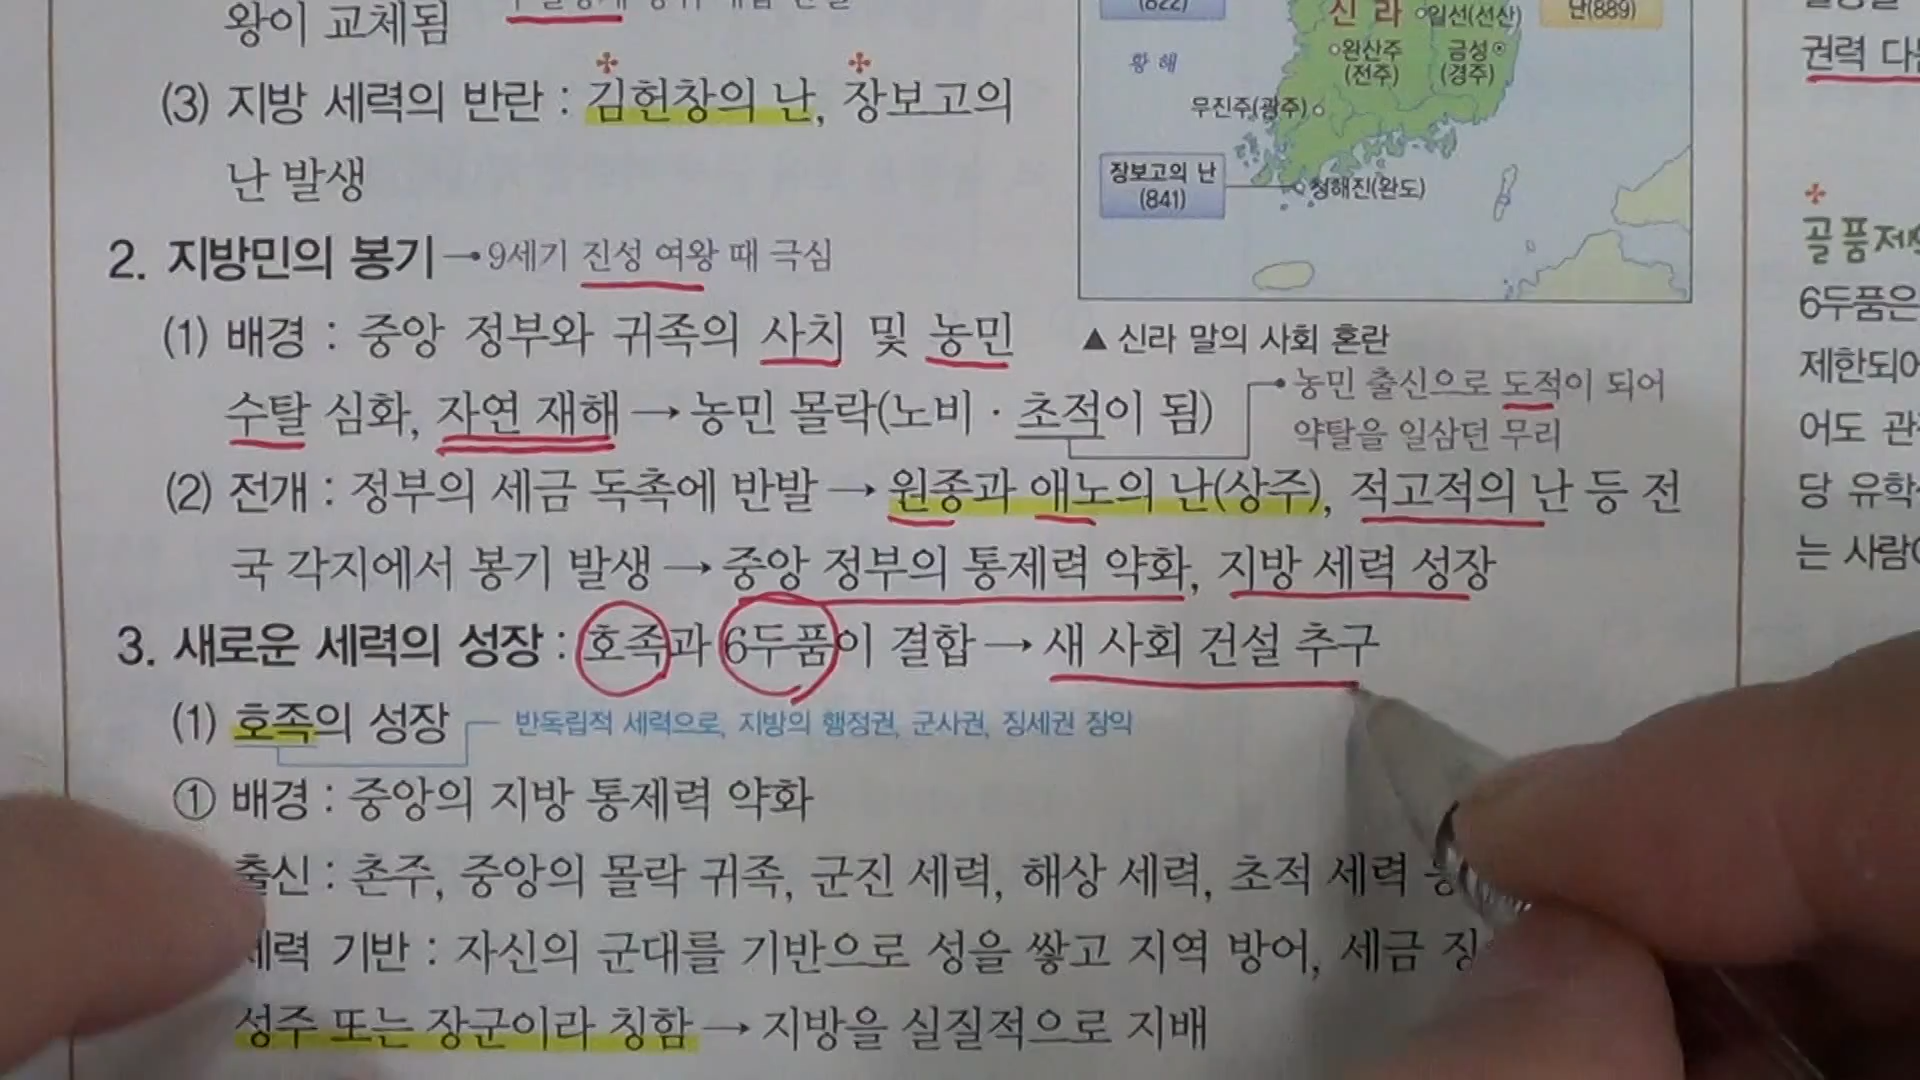 왕이 교체됨
(3) 지방 세력의 반란 : 김헌창의 난, 장보고의
난 발생
2. 지방민의 봉기 → 9세기 진성 여왕 때 극심
(1) 배경 : 중앙 정부와 귀족의 사치 및 농민
수탈 심화, 자연 재해 → 농민 몰락(노비 · 초적이 됨)
농민 출신으로 도적이 되어
약탈을 일삼던 무리
(2) 전개 : 정부의 세금 독촉에 반발 → 원종과 애노의 난(상주), 적고적의 난 등 전
국 각지에서 봉기 발생 → 중앙 정부의 통제력 약화, 지방 세력 성장
3. 새로운 세력의 성장 : 호족과 6두품이 결합 → 새 사회 건설 추구
(1) 호족의 성장
반독립적 세력으로, 지방의 행정권, 군사권, 징세권 장악
① 배경 : 중앙의 지방 통제력 약화
출신 : 촌주, 중앙의 몰락 귀족, 군진 세력, 해상 세력, 초적 세력
세력 기반 : 자신의 군대를 기반으로 성을 쌓고 지역 방어, 세금
성주 또는 장군이라 칭함 → 지방을 실질적으로 지배
(822)
신라
일선(선산)
난(889)
황해
완산주
(전주)
금성
(경주)
무진주(광주)
장보고의 난
(841)
청해진(완도)
▲ 신라 말의 사회 혼란
권력 다
골품제
6두품은
제한되어
어도 관
당 유학
는 사람